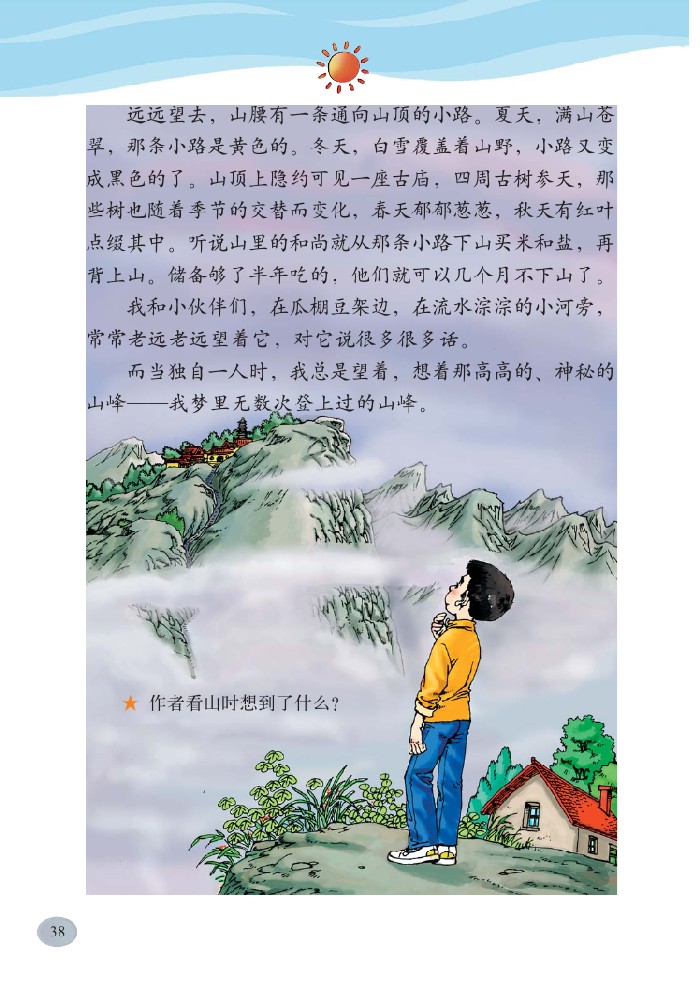 远远望去，山腰有一条通向山顶的小路。夏天，满山苍
翠，那条小路是黄色的。冬天，白雪覆盖着山野，小路又变
成黑色的了。山顶上隐约可见一座古庙，四周古树参天，那
些树也随着季节的交替而变化，春天郁郁葱葱，秋天有红叶
点缀其中。听说山里的和尚就从那条小路下山买米和盐，再
背上山。储备够了半年吃的，他们就可以几个月不下山了。
我和小伙伴们，在瓜棚豆架边，在流水淙淙的小河旁，
常常老远老远望着它，对它说很多很多话。
而当独自一人时，我总是望着，想着那高高的、神秘的
山峰——我梦里无数次登上过的山峰。
★ 作者看山时想到了什么？
38